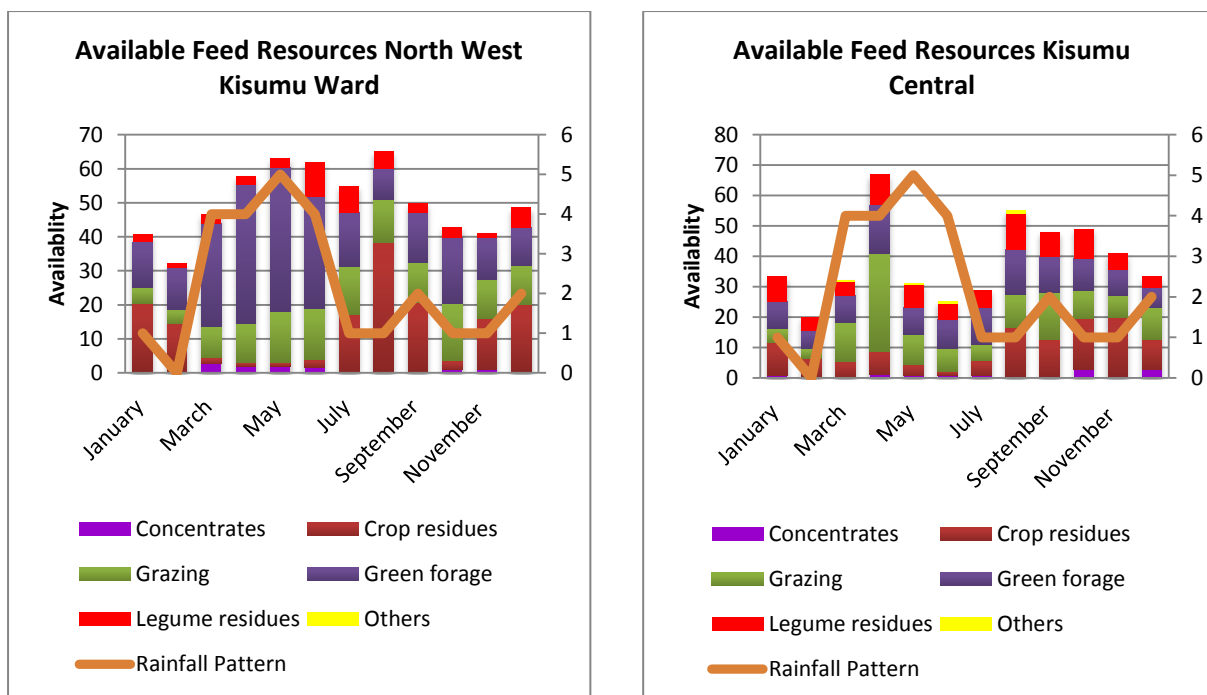 Available Feed Resources North West
Kisumu Ward
70
60
50
40
30
20
10
0
6
5
4
3
2
1
0
Availablity
January
March
May
July
September
November
Concentrates
Crop residues
Grazing
Green forage
Legume residues
Others
Rainfall Pattern
Available Feed Resources Kisumu
Central
80
70
60
50
40
30
20
10
0
6
5
4
3
2
1
0
Availablity
January
March
May
July
September
November
Concentrates
Crop residues
Grazing
Green forage
Legume residues
Others
Rainfall Pattern